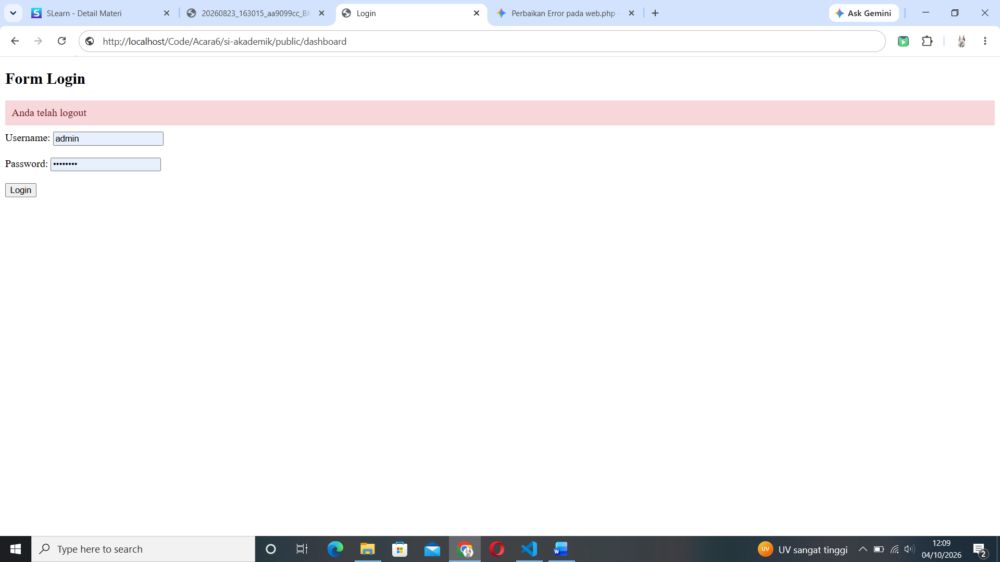 SLearn - Detail Materi
20260823_163015_aa9099cc_BK
Login
Perbaikan Error pada web.php -
Ask Gemini
http://localhost/Code/Acara6/si-akademik/public/dashboard
Form Login
Anda telah logout
Username: admin
Password: ••••••••
Login
Type here to search
UV UV sangat tinggi
12:09
04/10/2026
2